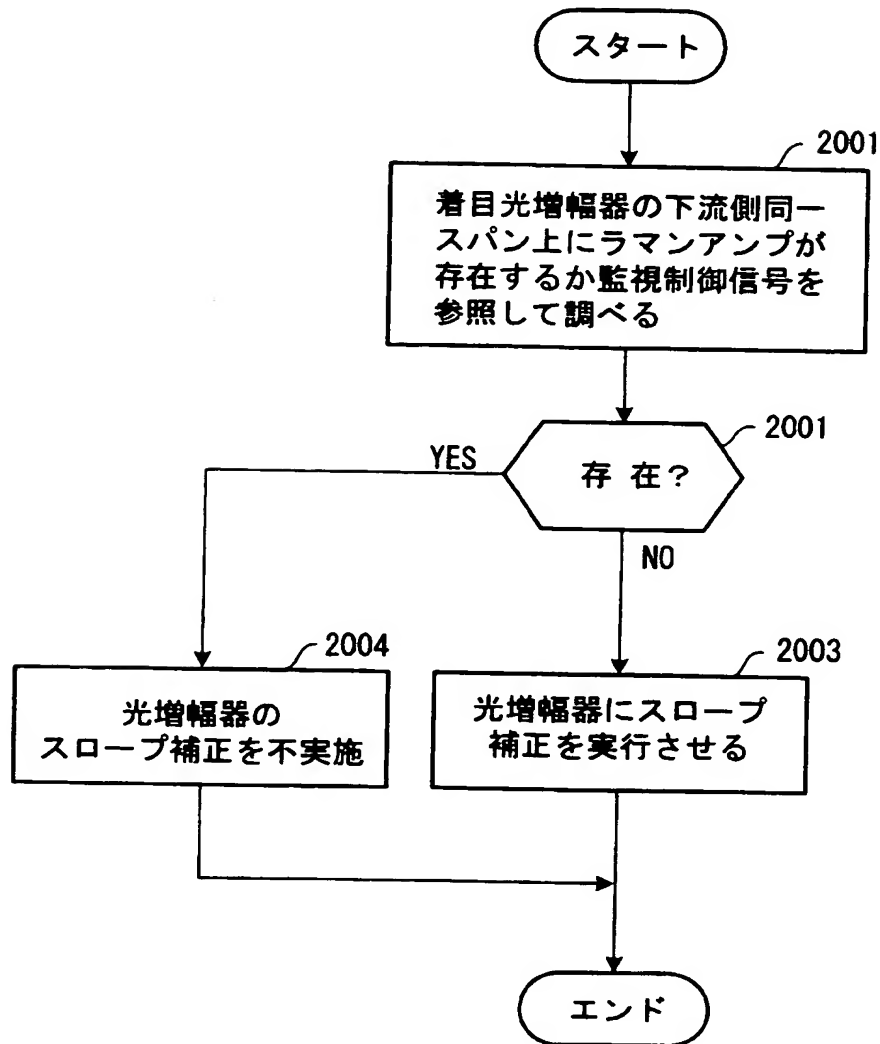 スタート
2001
着目光増幅器の下流側同一
スパン上にラマンアンプが
存在するか監視制御信号を
参照して調べる
2001
存 在？
YES
NO
2004
光増幅器の
スロープ補正を不実施
2003
光増幅器にスロープ
補正を実行させる
エンド